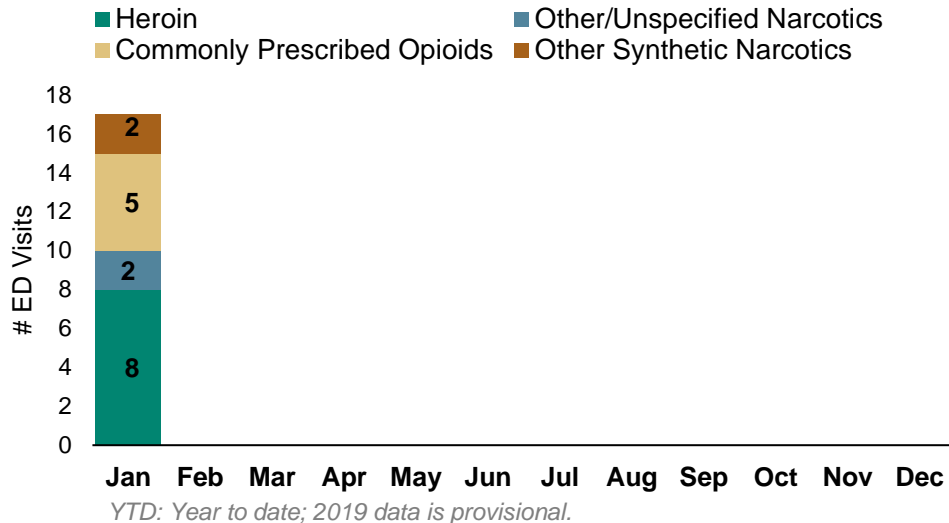 Heroin Other/Unspecified Narcotics
Commonly Prescribed Opioids Other Synthetic Narcotics
# ED Visits
18
16
14
12
10
8
6
4
2
0
2
5
2
8
Jan Feb Mar Apr May Jun Jul Aug Sep Oct Nov Dec
YTD: Year to date; 2019 data is provisional.